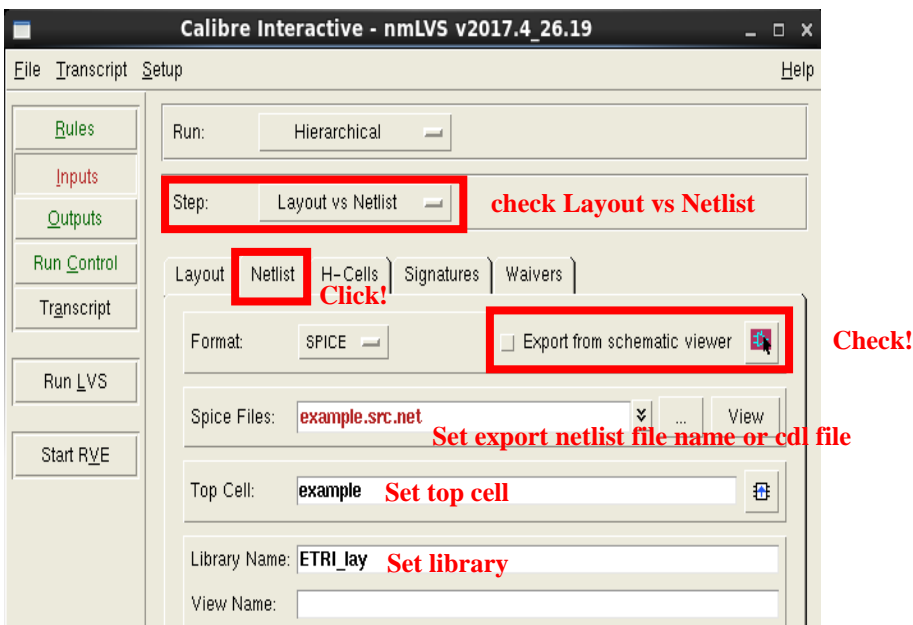 Calibre Interactive - nmLVS v2017.4_26.19
File Transcript Setup Help
Rules
Inputs
Outputs
Run Control
Transcript
Run LVS
Start RVE
Run: Hierarchical
Step: Layout vs Netlist check Layout vs Netlist
Layout Netlist H-Cells Signatures Waivers
Click!
Format: SPICE Export from schematic viewer Check!
Spice Files: example.src.net ... View
Set export netlist file name or cdl file
Top Cell: example Set top cell
Library Name: ETRI_lay Set library
View Name: